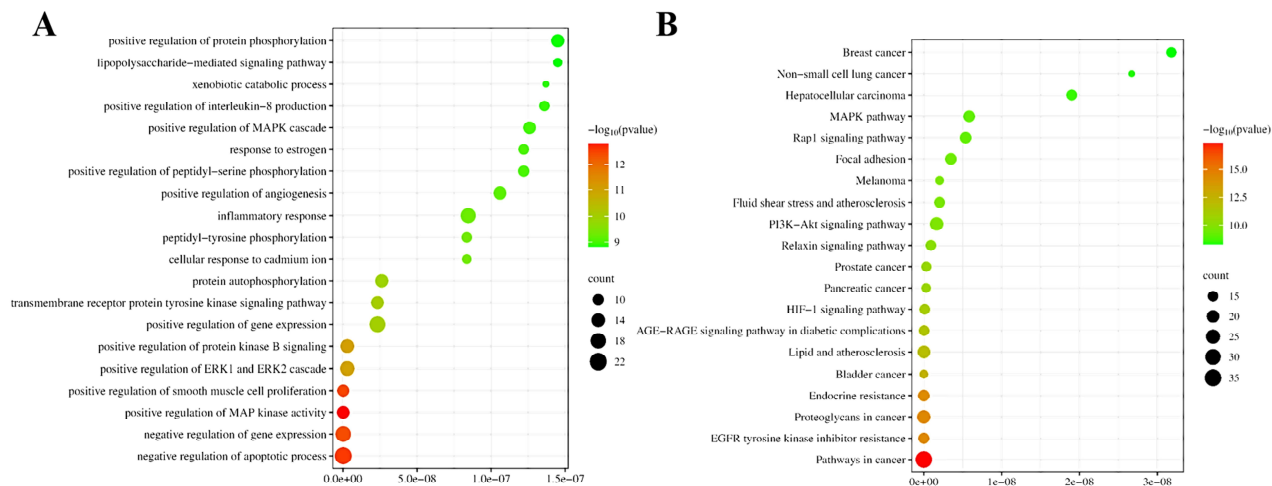 A
positive regulation of protein phosphorylation
lipopolysaccharide-mediated signaling pathway
xenobiotic catabolic process
positive regulation of interleukin-8 production
positive regulation of MAPK cascade
response to estrogen
positive regulation of peptidyl-serine phosphorylation
positive regulation of angiogenesis
inflammatory response
peptidyl-tyrosine phosphorylation
cellular response to cadmium ion
protein autophosphorylation
transmembrane receptor protein tyrosine kinase signaling pathway
positive regulation of gene expression
positive regulation of protein kinase B signaling
positive regulation of ERK1 and ERK2 cascade
positive regulation of smooth muscle cell proliferation
positive regulation of MAP kinase activity
negative regulation of gene expression
negative regulation of apoptotic process
0.0e+00 5.0e-08 1.0e-07 1.5e-07
−log10(pvalue)
12
11
10
9
count
10
14
18
22
B
Breast cancer
Non-small cell lung cancer
Hepatocellular carcinoma
MAPK pathway
Rap1 signaling pathway
Focal adhesion
Melanoma
Fluid shear stress and atherosclerosis
PI3K-Akt signaling pathway
Relaxin signaling pathway
Prostate cancer
Pancreatic cancer
HIF-1 signaling pathway
AGE-RAGE signaling pathway in diabetic complications
Lipid and atherosclerosis
Bladder cancer
Endocrine resistance
Proteoglycans in cancer
EGFR tyrosine kinase inhibitor resistance
Pathways in cancer
0e+00 1e-08 2e-08 3e-08
−log10(pvalue)
15.0
12.5
10.0
count
15
20
25
30
35